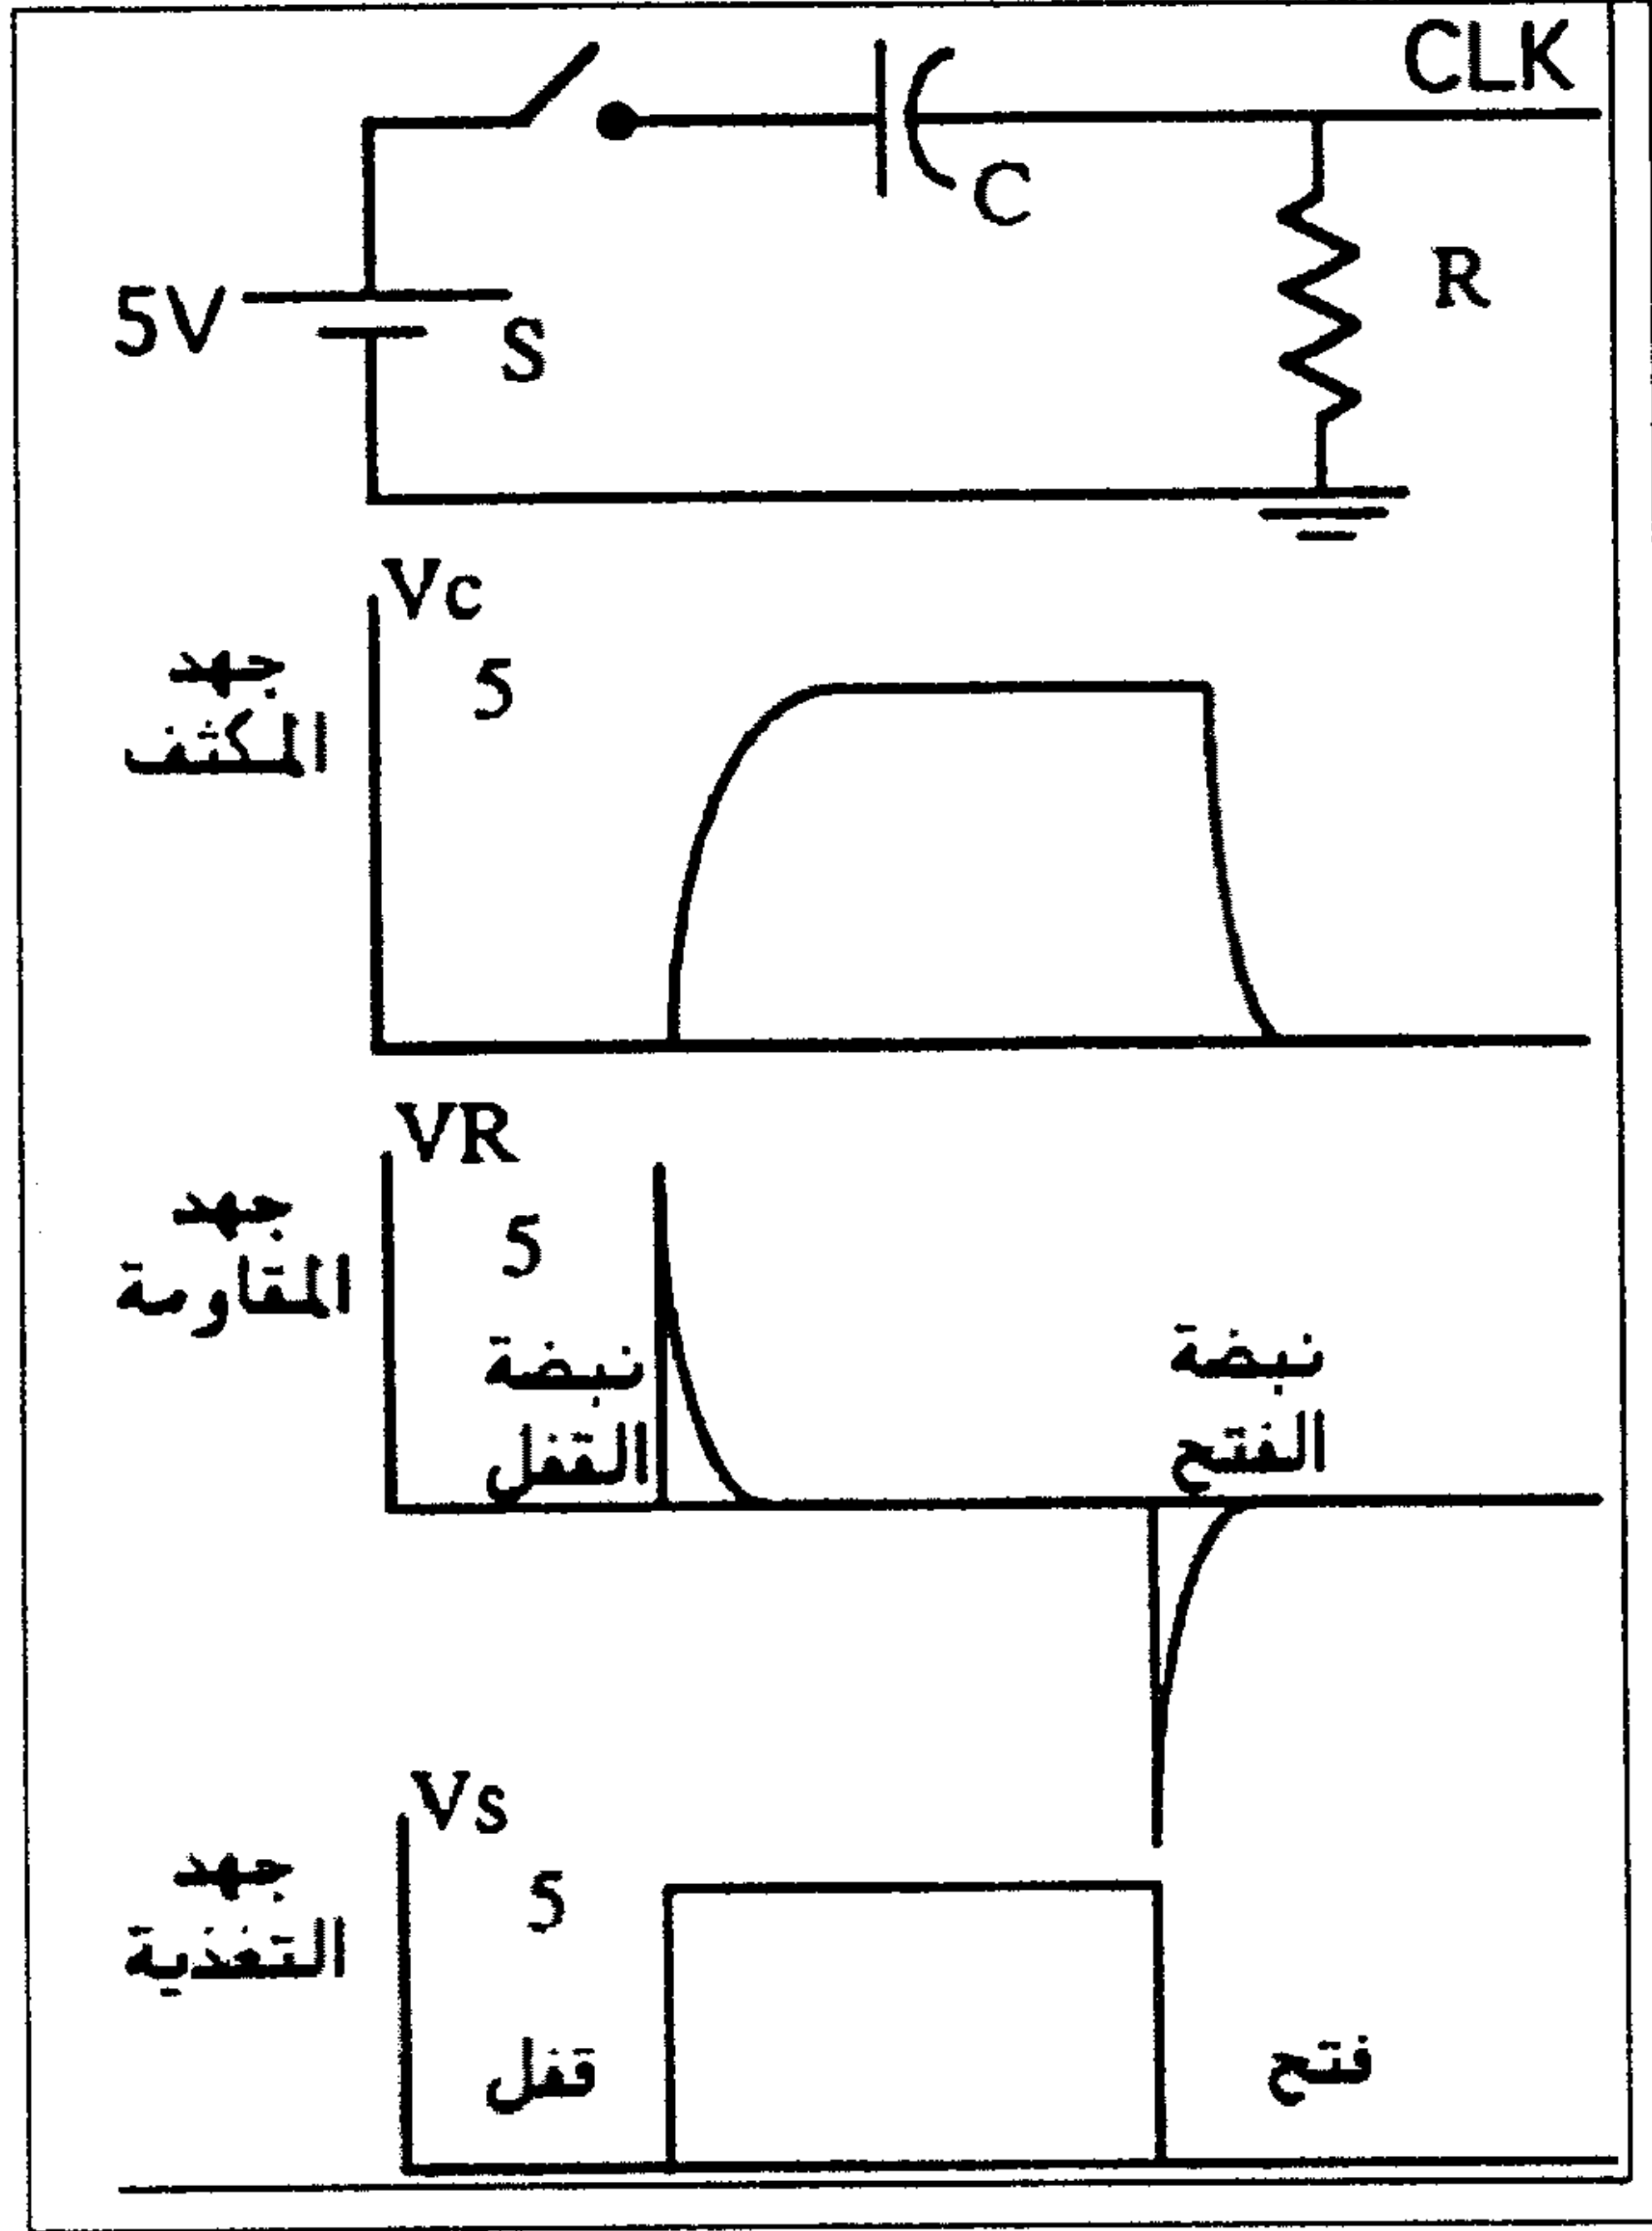 CLK
C
R
5V
S
Vc
جهد
المكثف
5
VR
جهد
المقاومة
5
نبضة
القفل
نبضة
الفتح
Vs
جهد
التغذية
5
قفل
فتح